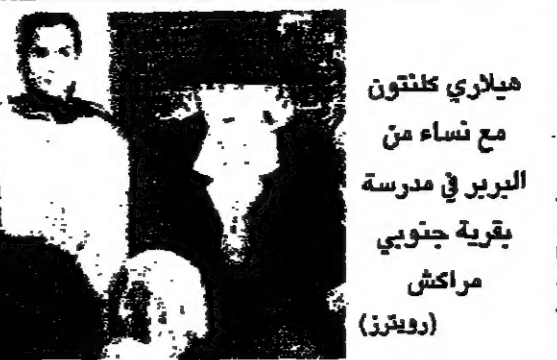 هيلاري كلنتون
مع نساء من
البربر في مدرسة
بقرية جنوبي
مراكش
(رويترز)